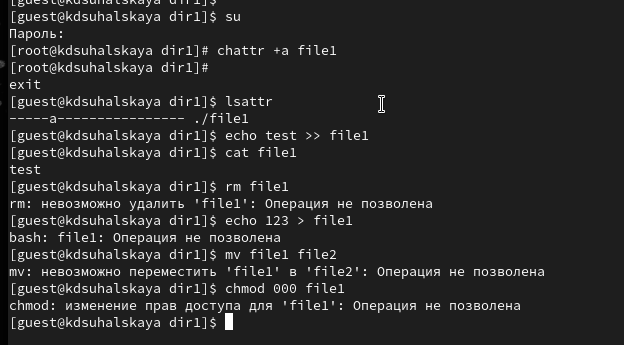 [guest@kdsuhalskaya dir1]$ su
Пароль:
[root@kdsuhalskaya dir1]# chattr +a file1
[root@kdsuhalskaya dir1]#
exit
[guest@kdsuhalskaya dir1]$ lsattr
-----a---------------- ./file1
[guest@kdsuhalskaya dir1]$ echo test >> file1
[guest@kdsuhalskaya dir1]$ cat file1
test
[guest@kdsuhalskaya dir1]$ rm file1
rm: невозможно удалить 'file1': Операция не позволена
[guest@kdsuhalskaya dir1]$ echo 123 > file1
bash: file1: Операция не позволена
[guest@kdsuhalskaya dir1]$ mv file1 file2
mv: невозможно переместить 'file1' в 'file2': Операция не позволена
[guest@kdsuhalskaya dir1]$ chmod 000 file1
chmod: изменение прав доступа для 'file1': Операция не позволена
[guest@kdsuhalskaya dir1]$